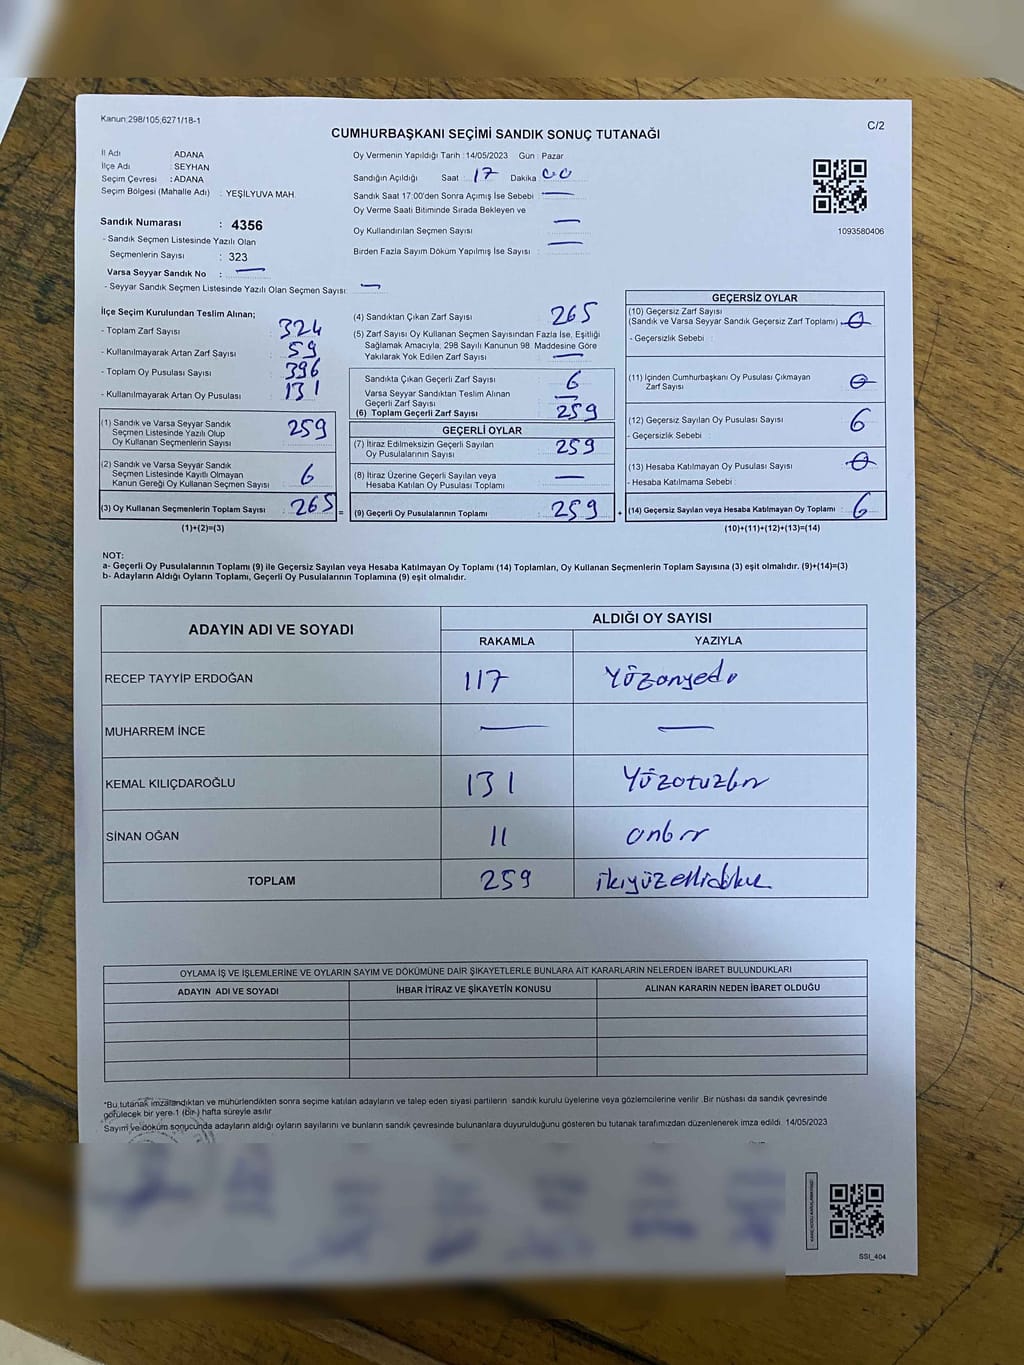 Kanun;298/105,6271/18-1
C/2
CUMHURBAŞKANI SEÇİMİ SANDIK SONUÇ TUTANAĞI
İl Adı : ADANA
İlçe Adı : SEYHAN
Seçim Çevresi : ADANA
Seçim Bölgesi (Mahalle Adı) : YEŞİLYUVA MAH.
Sandık Numarası : 4356
- Sandık Seçmen Listesinde Yazılı Olan
Seçmenlerin Sayısı : 323
Varsa Seyyar Sandık No : —
- Seyyar Sandık Seçmen Listesinde Yazılı Olan Seçmen Sayısı: —
Oy Vermenin Yapıldığı Tarih :14/05/2023 Gün : Pazar
Sandığın Açıldığı Saat : 17 Dakika : 00
Sandık Saat 17:00'den Sonra Açımış İse Sebebi : —
Oy Verme Saati Bitiminde Sırada Bekleyen ve
Oy Kullandırılan Seçmen Sayısı : —
Birden Fazla Sayım Döküm Yapılmış İse Sayısı : —
1093580406
İlçe Seçim Kurulundan Teslim Alınan;
- Toplam Zarf Sayısı : 324
- Kullanılmayarak Artan Zarf Sayısı : 59
- Toplam Oy Pusulası Sayısı : 396
- Kullanılmayarak Artan Oy Pusulası : 131
(1) Sandık ve Varsa Seyyar Sandık
Seçmen Listesinde Yazılı Olup
Oy Kullanan Seçmenlerin Sayısı : 259
(2) Sandık ve Varsa Seyyar Sandık
Seçmen Listesinde Kayıtlı Olmayan
Kanun Gereği Oy Kullanan Seçmen Sayısı : 6
(3) Oy Kullanan Seçmenlerin Toplam Sayısı : 265
(1)+(2)=(3)
(4) Sandıktan Çıkan Zarf Sayısı : 265
(5) Zarf Sayısı Oy Kullanan Seçmen Sayısından Fazla İse, Eşitliği
Sağlamak Amacıyla, 298 Sayılı Kanunun 98. Maddesine Göre
Yakılarak Yok Edilen Zarf Sayısı : —
Sandıkta Çıkan Geçerli Zarf Sayısı : 6
Varsa Seyyar Sandıktan Teslim Alınan
Geçerli Zarf Sayısı : —
(6) Toplam Geçerli Zarf Sayısı : 259
GEÇERLİ OYLAR
(7) İtiraz Edilmeksizin Geçerli Sayılan
Oy Pusulalarının Sayısı : 259
(8) İtiraz Üzerine Geçerli Sayılan veya
Hesaba Katılan Oy Pusulası Toplamı : —
= (9) Geçerli Oy Pusulalarının Toplamı : 259 +
GEÇERSİZ OYLAR
(10) Geçersiz Zarf Sayısı
(Sandık ve Varsa Seyyar Sandık Geçersiz Zarf Toplamı) : 0
- Geçersizlik Sebebi :
(11) İçinden Cumhurbaşkanı Oy Pusulası Çıkmayan
Zarf Sayısı : 0
(12) Geçersiz Sayılan Oy Pusulası Sayısı : 6
- Geçersizlik Sebebi :
(13) Hesaba Katılmayan Oy Pusulası Sayısı : 0
- Hesaba Katılmama Sebebi :
(14) Geçersiz Sayılan veya Hesaba Katılmayan Oy Toplamı : 6
(10)+(11)+(12)+(13)=(14)
NOT:
a- Geçerli Oy Pusulalarının Toplamı (9) ile Geçersiz Sayılan veya Hesaba Katılmayan Oy Toplamı (14) Toplamları, Oy Kullanan Seçmenlerin Toplam Sayısına (3) eşit olmalıdır. (9)+(14)=(3)
b- Adayların Aldığı Oyların Toplamı, Geçerli Oy Pusulalarının Toplamına (9) eşit olmalıdır.
ADAYIN ADI VE SOYADI ALDIĞI OY SAYISI
RAKAMLA YAZIYLA
RECEP TAYYİP ERDOĞAN 117 Yüzonyedi
MUHARREM İNCE — —
KEMAL KILIÇDAROĞLU 131 Yüzotuzbir
SİNAN OĞAN 11 onbir
TOPLAM 259 ikiyüzellidokuz
OYLAMA İŞ VE İŞLEMLERİNE VE OYLARIN SAYIM VE DÖKÜMÜNE DAİR ŞİKAYETLERLE BUNLARA AİT KARARLARIN NELERDEN İBARET BULUNDUKLARI
ADAYIN ADI VE SOYADI İHBAR İTİRAZ VE ŞİKAYETİN KONUSU ALINAN KARARIN NEDEN İBARET OLDUĞU
*Bu tutanak imzalandıktan ve mühürlendikten sonra seçime katılan adayların ve talep eden siyasi partilerin sandık kurulu üyelerine veya gözlemcilerine verilir. Bir nüshası da sandık çevresinde
görülecek bir yere 1 (bir ) hafta süreyle asılır.
Sayım ve döküm sonucunda adayların aldığı oyların sayılarını ve bunların sandık çevresinde bulunanlara duyurulduğunu gösteren bu tutanak tarafımızdan düzenlenerek imza edildi. 14/05/2023
SSI_404